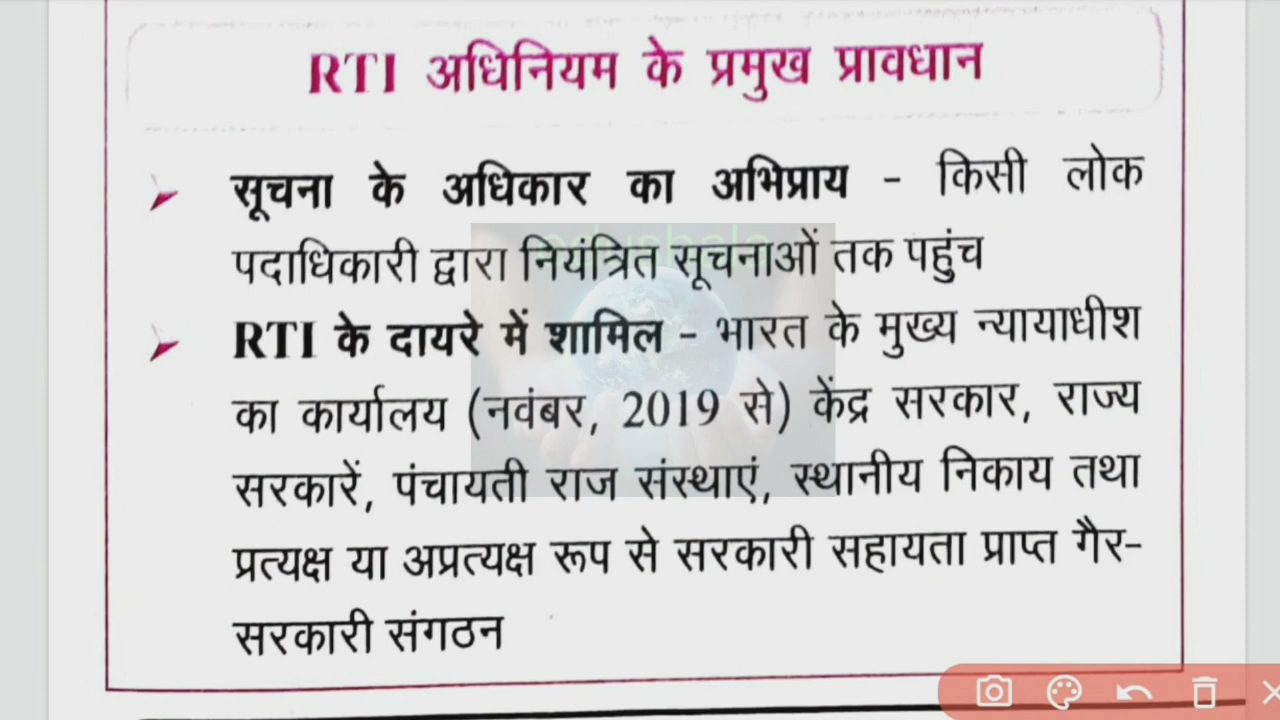 RTI अधिनियम के प्रमुख प्रावधान
सूचना के अधिकार का अभिप्राय - किसी लोक
पदाधिकारी द्वारा नियंत्रित सूचनाओं तक पहुंच
RTI के दायरे में शामिल - भारत के मुख्य न्यायाधीश
का कार्यालय (नवंबर, 2019 से) केंद्र सरकार, राज्य
सरकारें, पंचायती राज संस्थाएं, स्थानीय निकाय तथा
प्रत्यक्ष या अप्रत्यक्ष रूप से सरकारी सहायता प्राप्त गैर-
सरकारी संगठन